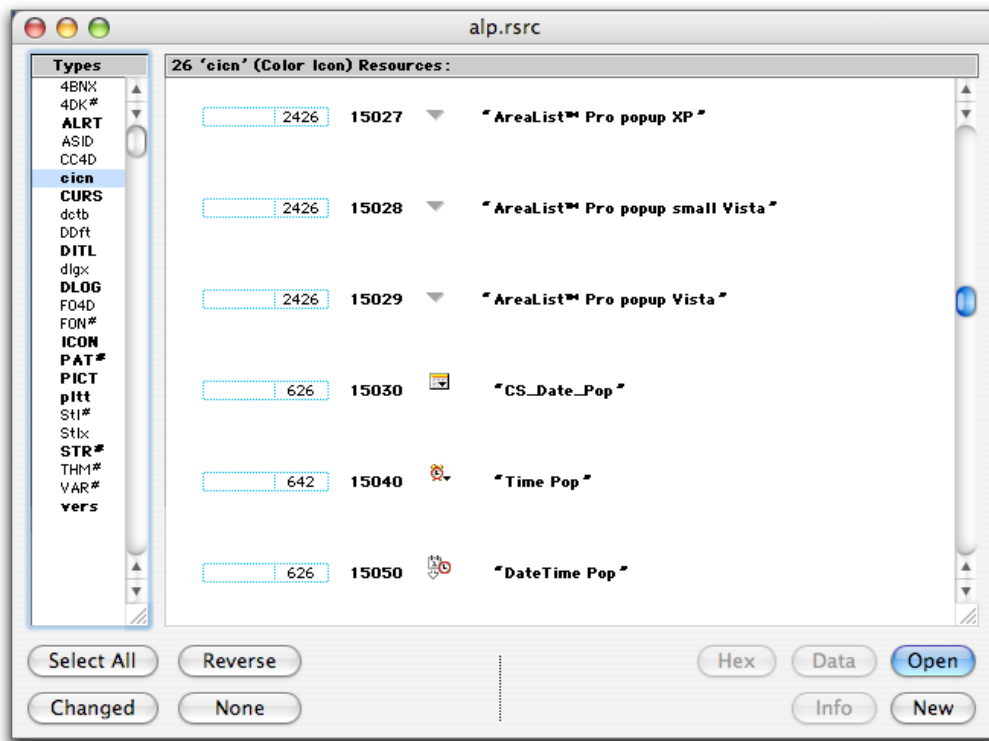 alp.rsrc
Types
4BNX
4DK#
ALRT
ASID
CC4D
cicn
CURS
dctb
DDft
DITL
dlgx
DLOG
FO4D
FON#
ICON
PAT#
PICT
pltt
Stl#
Stlx
STR#
THM#
VAR#
vers
26 'cicn' (Color Icon) Resources:
2426 15027 "AreaList™ Pro popup XP"
2426 15028 "AreaList™ Pro popup small Vista"
2426 15029 "AreaList™ Pro popup Vista"
626 15030 "CS_Date_Pop"
642 15040 "Time Pop"
626 15050 "DateTime Pop"
Select All Reverse Hex Data Open
Changed None Info New